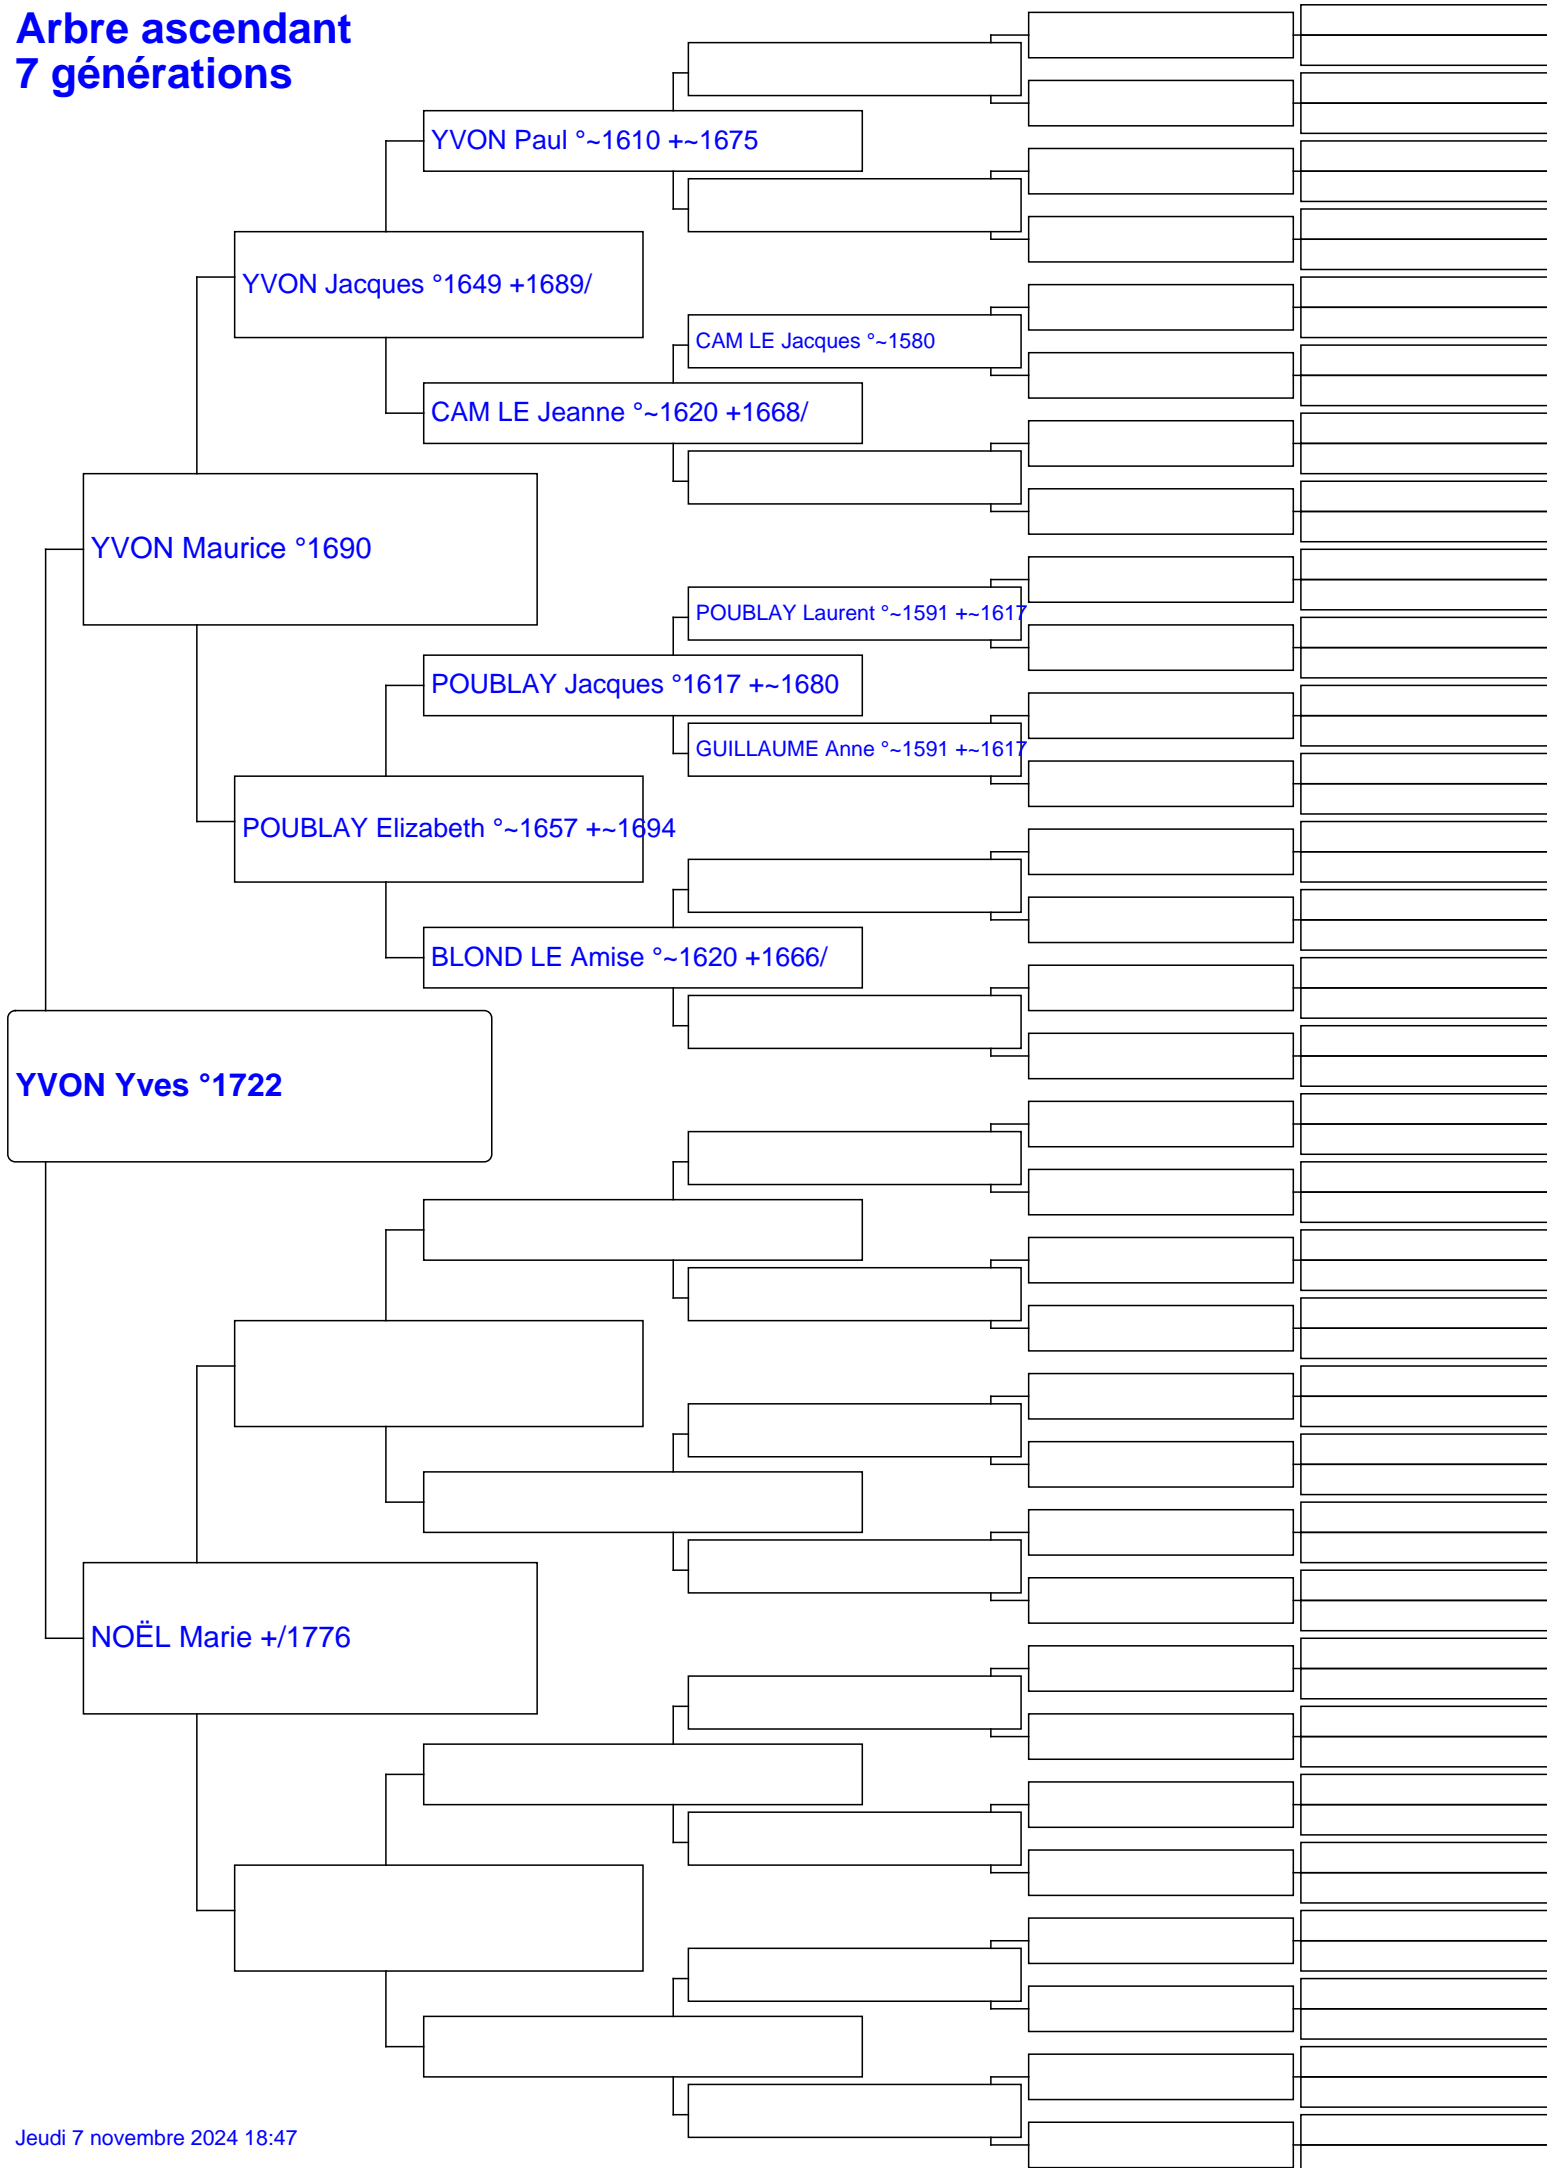 Arbre ascendant
7 générations
YVON Paul °~1610 +~1675
YVON Jacques °1649 +1689/
CAM LE Jacques °~1580
CAM LE Jeanne °~1620 +1668/
YVON Maurice °1690
POUBLAY Laurent °~1591 +~1617
POUBLAY Jacques °1617 +~1680
GUILLAUME Anne °~1591 +~1617
POUBLAY Elizabeth °~1657 +~1694
BLOND LE Amise °~1620 +1666/
YVON Yves °1722
NOËL Marie +/1776
Jeudi 7 novembre 2024 18:47